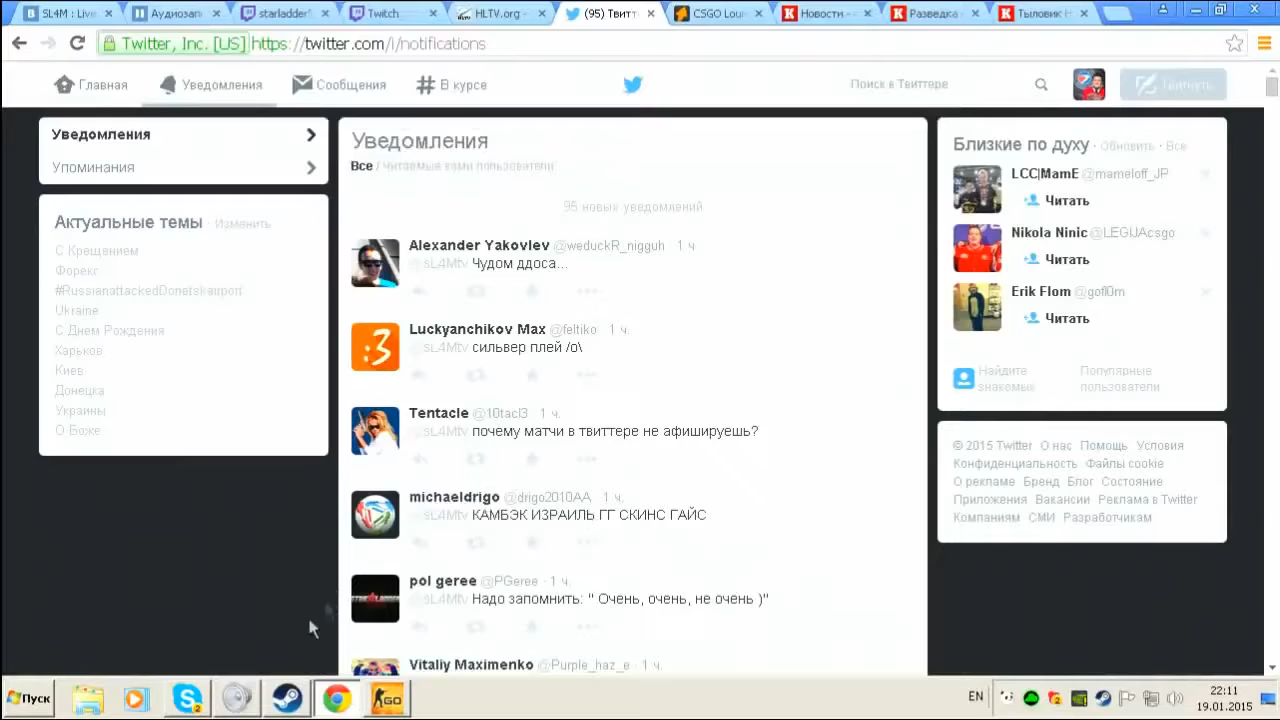 SL4M : Live
Аудиозап
starladder5
Twitch
HLTV.org -
(95) Твитт
CSGO Loun
Новости -
Разведка
Тыловик Н
Twitter, Inc. [US] https://twitter.com/i/notifications
Главная Уведомления Сообщения В курсе Поиск в Твиттере Твитнуть
Уведомления
Упоминания
Актуальные темы · Изменить
С Крещением
Форекс
#RussianattackedDonetskairport
Ukraine
С Днем Рождения
Харьков
Киев
Донецка
Украины
О Боже
Уведомления
Все / Читаемые вами пользователи
95 новых уведомлений
Alexander Yakovlev @weduckR_nigguh 1 ч
@sL4Mtv Чудом ддоса...
Luckyanchikov Max @feltiko 1 ч.
@sL4Mtv сильвер плей /о\
Tentacle @10tacl3 1 ч.
@sL4Mtv почему матчи в твиттере не афишируешь?
michaeldrigo @drigo2010AA 1 ч.
@sL4Mtv КАМБЭК ИЗРАИЛЬ ГГ СКИНС ГАЙС
pol geree @PGeree · 1 ч.
@sL4Mtv Надо запомнить: " Очень, очень, не очень )"
Vitaliy Maximenko @Purple_haz_e · 1 ч.
Близкие по духу · Обновить · Все
LCC|MamE @mameloff_JP
Читать
Nikola Ninic @LEGIJAcsgo
Читать
Erik Flom @gofl0m
Читать
Найдите знакомых
Популярные пользователи
© 2015 Twitter О нас Помощь Условия
Конфиденциальность Файлы cookie
О рекламе Бренд Блог Состояние
Приложения Вакансии Реклама в Twitter
Компаниям СМИ Разработчикам
Пуск
GO
EN
22:11
19.01.2015